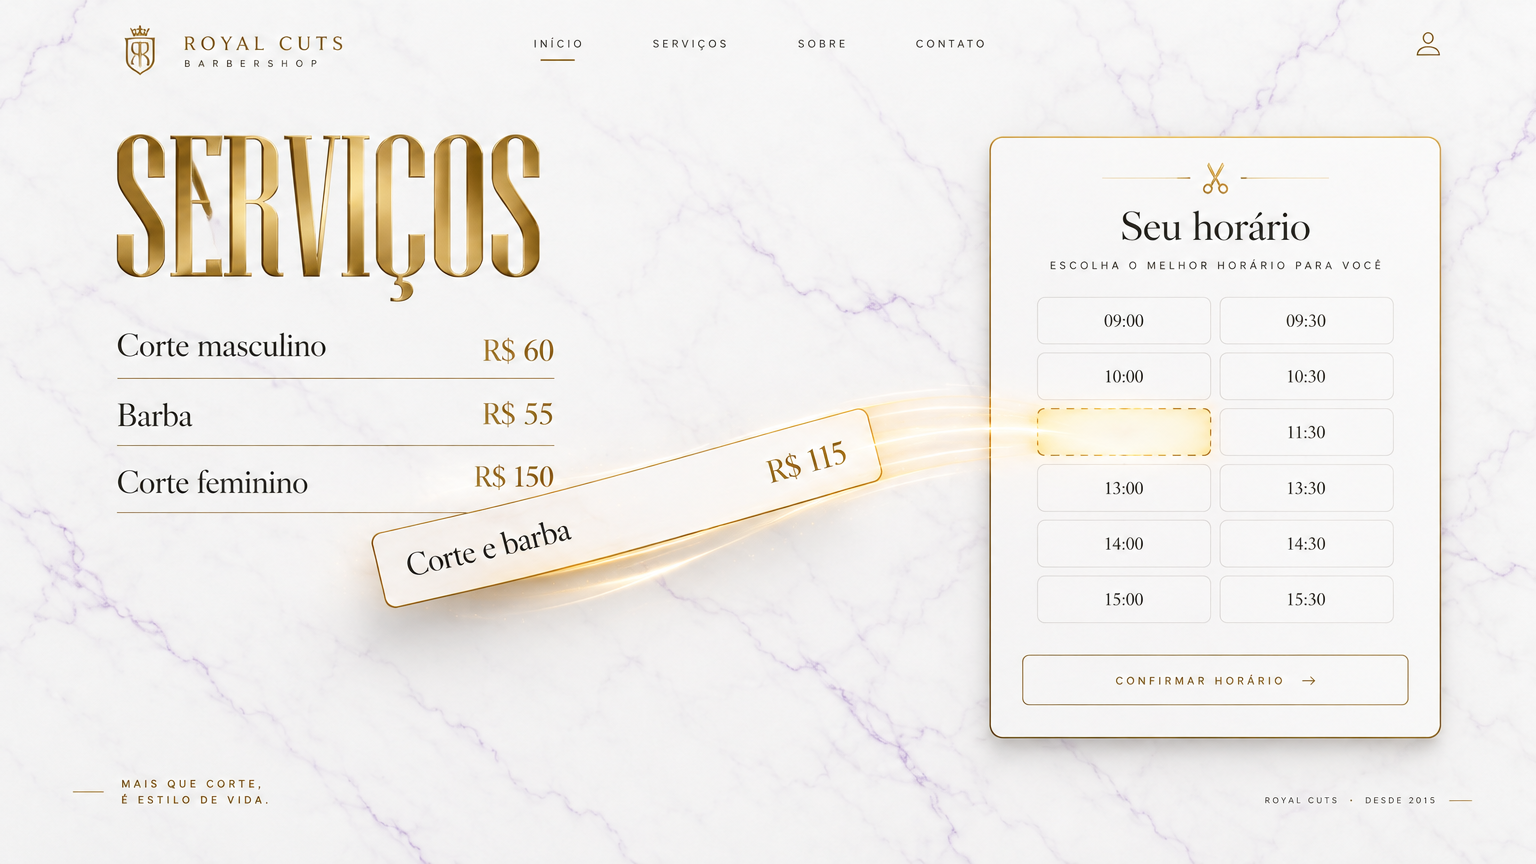 ROYAL CUTS
BARBERSHOP
INÍCIO
SERVIÇOS
SOBRE
CONTATO
SERVIÇOS
Corte masculino R$ 60
Barba R$ 55
Corte feminino R$ 150
Corte e barba R$ 115
Seu horário
ESCOLHA O MELHOR HORÁRIO PARA VOCÊ
09:00 09:30
10:00 10:30
11:30
13:00 13:30
14:00 14:30
15:00 15:30
CONFIRMAR HORÁRIO →
MAIS QUE CORTE,
É ESTILO DE VIDA.
ROYAL CUTS · DESDE 2015